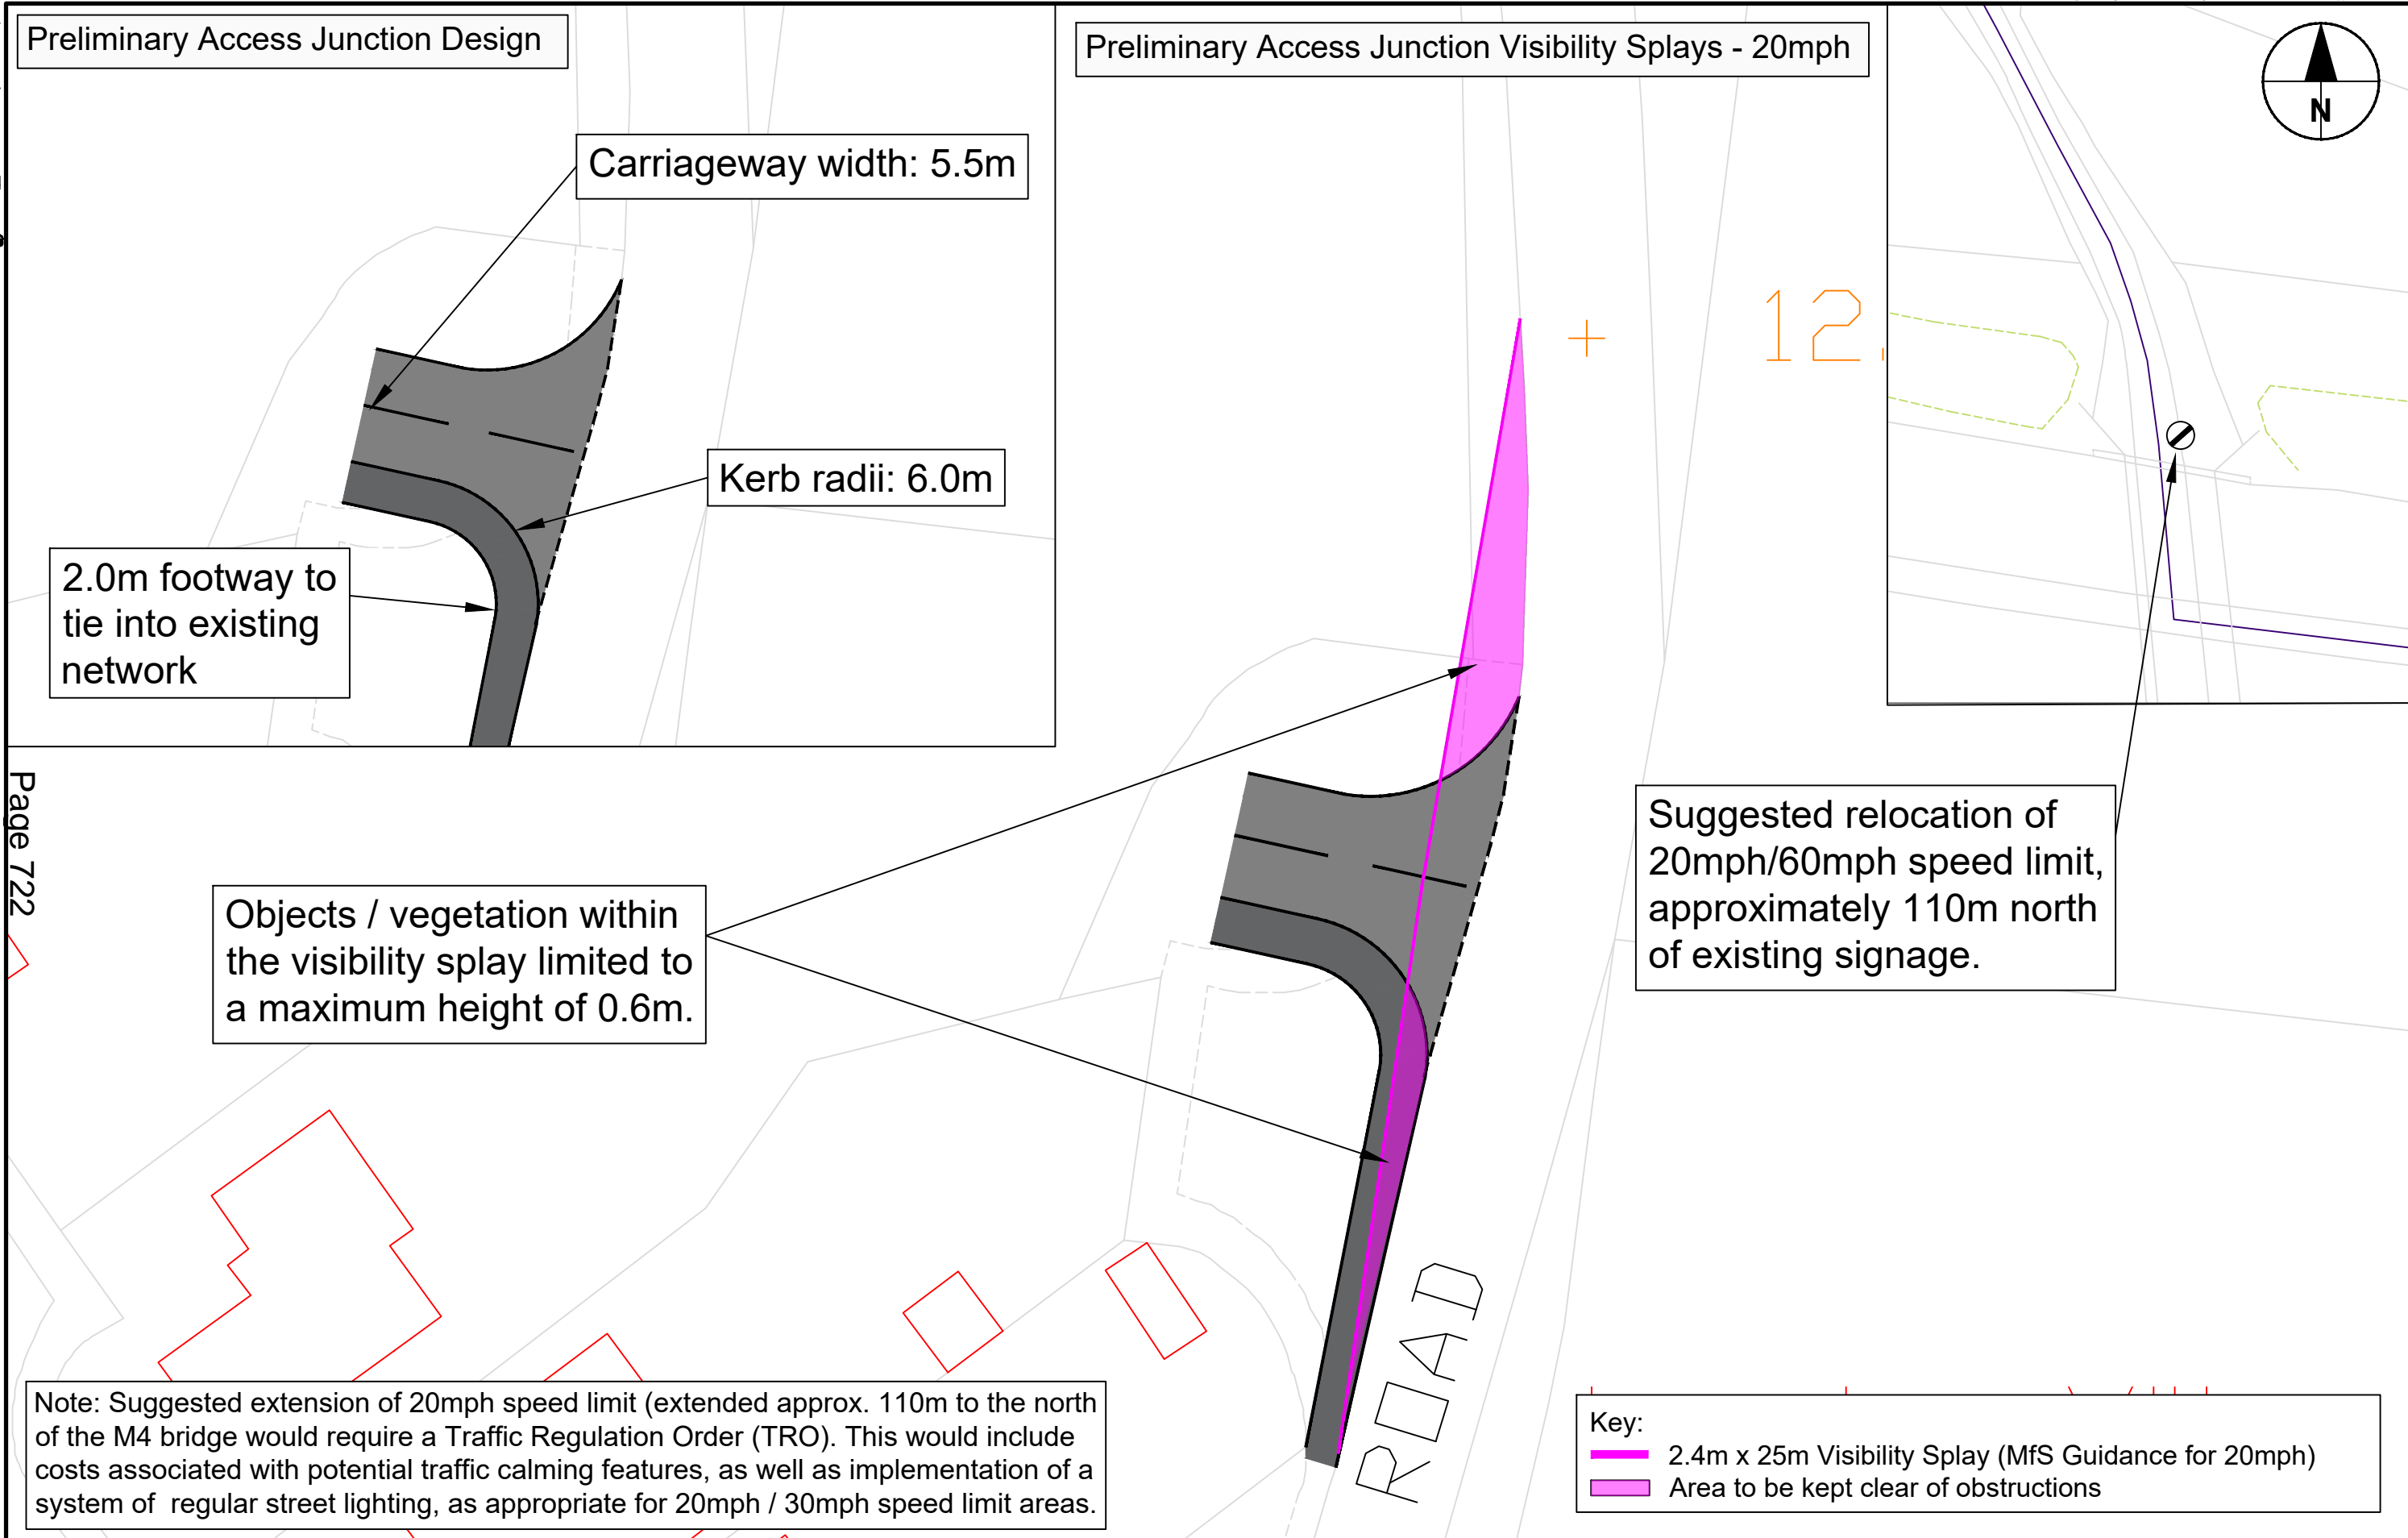 Preliminary Access Junction Design
Preliminary Access Junction Visibility Splays - 20mph
N
Carriageway width: 5.5m
Kerb radii: 6.0m
2.0m footway to
tie into existing
network
12.
Page 722
Objects / vegetation within
the visibility splay limited to
a maximum height of 0.6m.
Suggested relocation of
20mph/60mph speed limit,
approximately 110m north
of existing signage.
ROAD
Note: Suggested extension of 20mph speed limit (extended approx. 110m to the north
of the M4 bridge would require a Traffic Regulation Order (TRO). This would include
costs associated with potential traffic calming features, as well as implementation of a
system of regular street lighting, as appropriate for 20mph / 30mph speed limit areas.
Key:
2.4m x 25m Visibility Splay (MfS Guidance for 20mph)
Area to be kept clear of obstructions